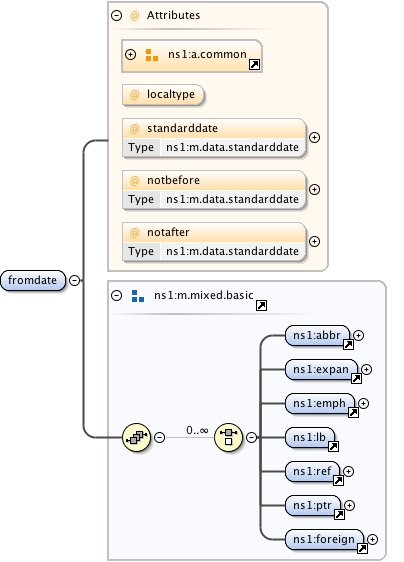 @ Attributes
ns1:a.common
@ localtype
@ standarddate
Type ns1:m.data.standarddate
@ notbefore
Type ns1:m.data.standarddate
@ notafter
Type ns1:m.data.standarddate
fromdate
ns1:m.mixed.basic
0..∞
ns1:abbr
ns1:expan
ns1:emph
ns1:lb
ns1:ref
ns1:ptr
ns1:foreign